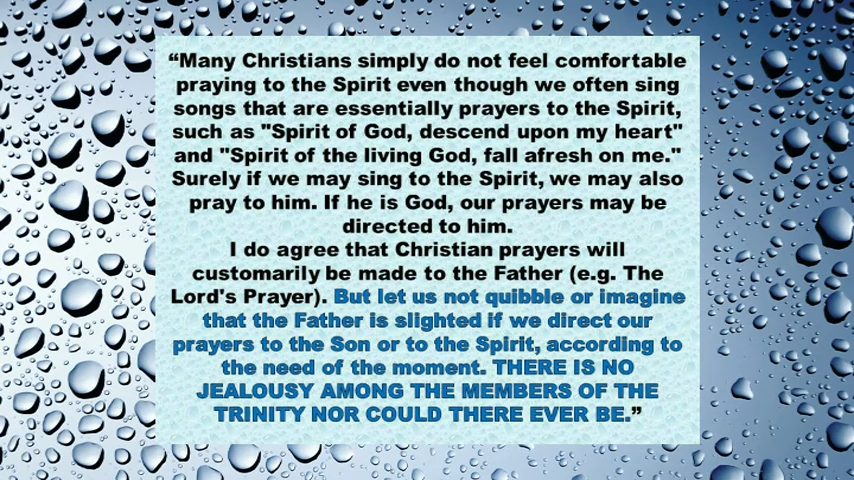 “Many Christians simply do not feel comfortable
praying to the Spirit even though we often sing
songs that are essentially prayers to the Spirit,
such as "Spirit of God, descend upon my heart"
and "Spirit of the living God, fall afresh on me."
Surely if we may sing to the Spirit, we may also
pray to him. If he is God, our prayers may be
directed to him.
I do agree that Christian prayers will
customarily be made to the Father (e.g. The
Lord's Prayer). But let us not quibble or imagine
that the Father is slighted if we direct our
prayers to the Son or to the Spirit, according to
the need of the moment. THERE IS NO
JEALOUSY AMONG THE MEMBERS OF THE
TRINITY NOR COULD THERE EVER BE.”